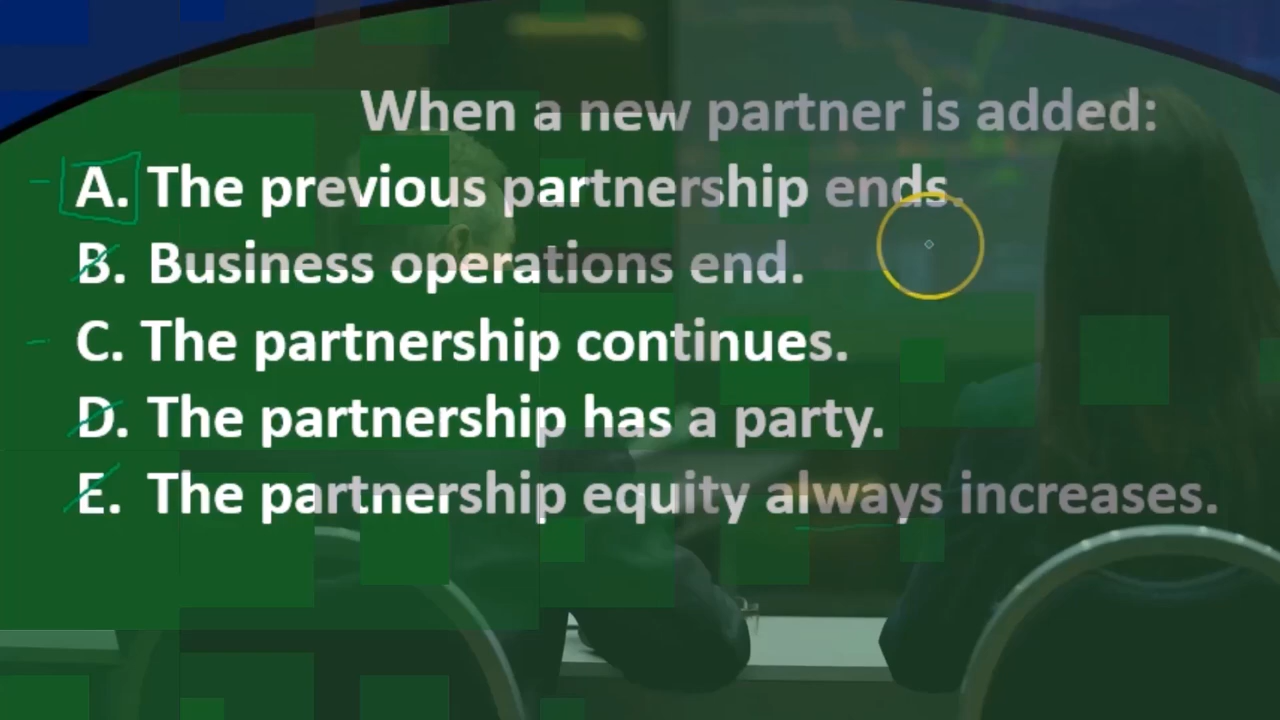 When a new partner is added:
A. The previous partnership ends.
B. Business operations end.
C. The partnership continues.
D. The partnership has a party.
E. The partnership equity always increases.